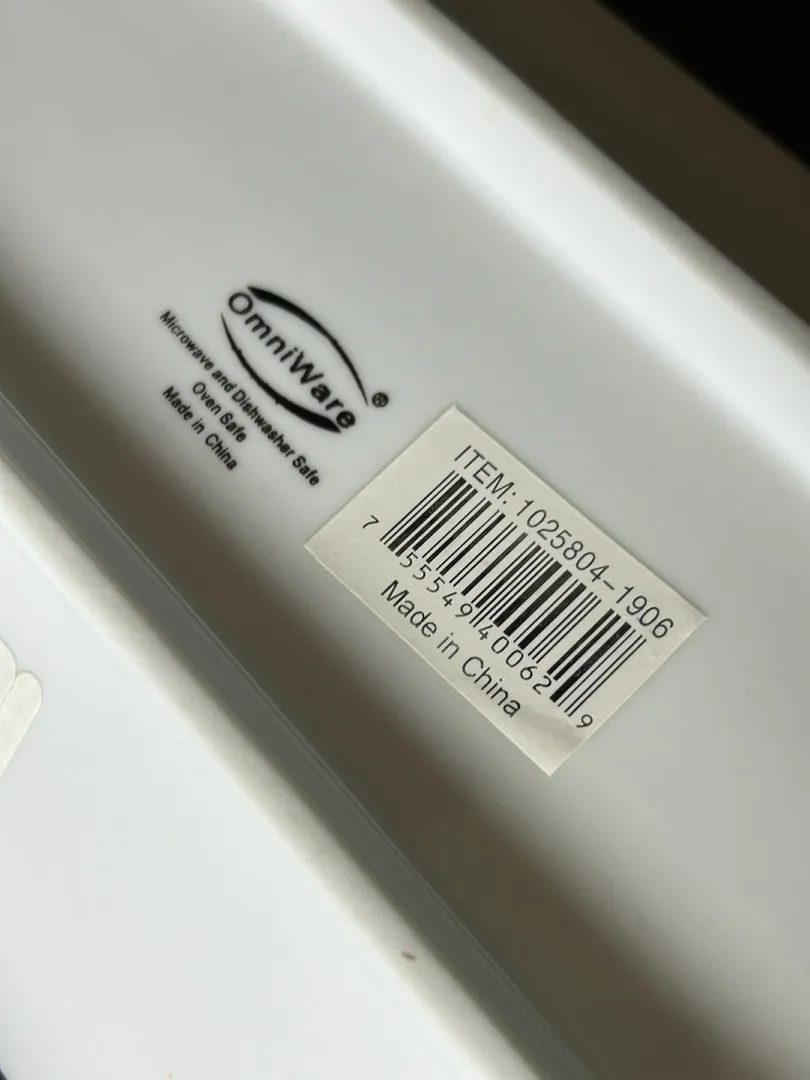 OmniWare®
Microwave and Dishwasher Safe
Oven Safe
Made in China
ITEM: 1025804-1906
7 55549 40062 9
Made in China